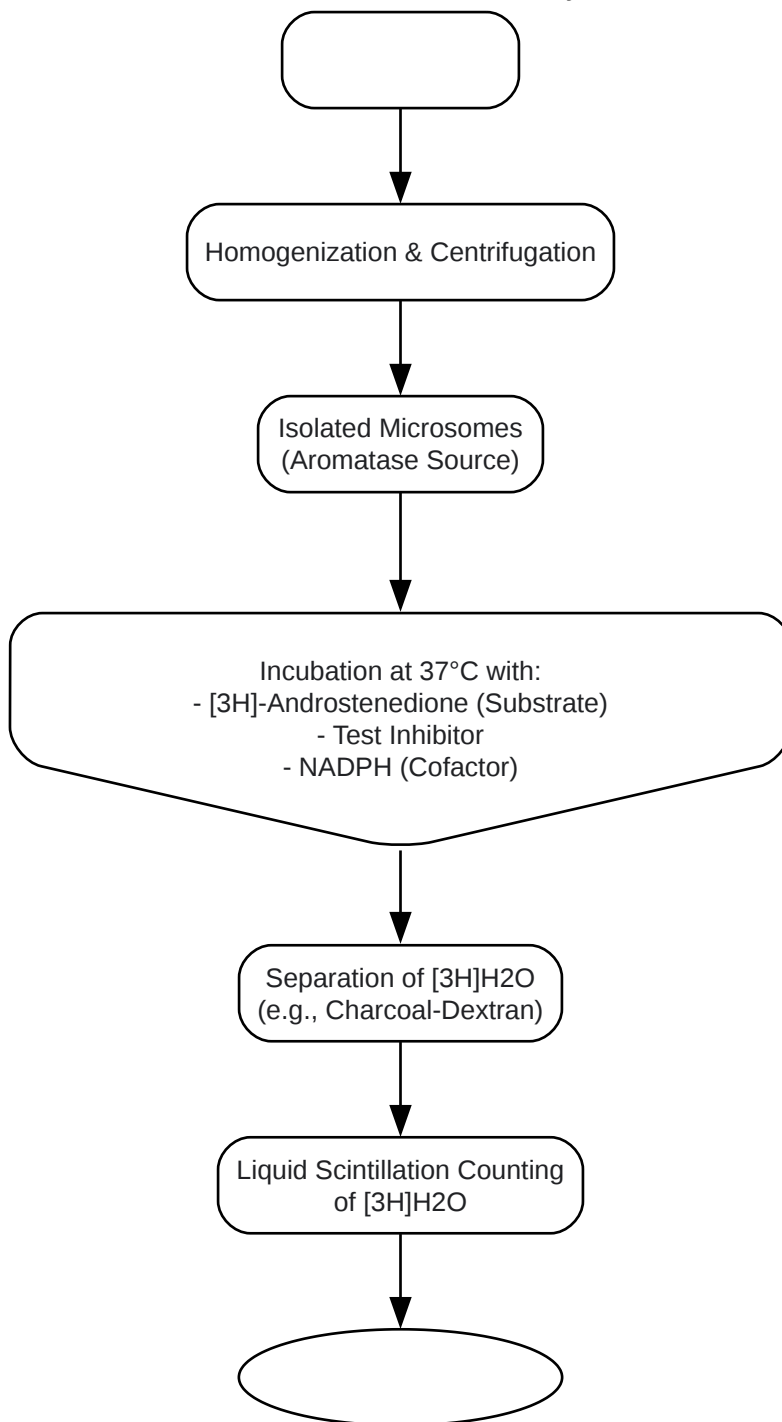 Homogenization & Centrifugation
Isolated Microsomes
(Aromatase Source)
Incubation at 37°C with:
- [3H]-Androstenedione (Substrate)
- Test Inhibitor
- NADPH (Cofactor)
Separation of [3H]H2O
(e.g., Charcoal-Dextran)
Liquid Scintillation Counting
of [3H]H2O